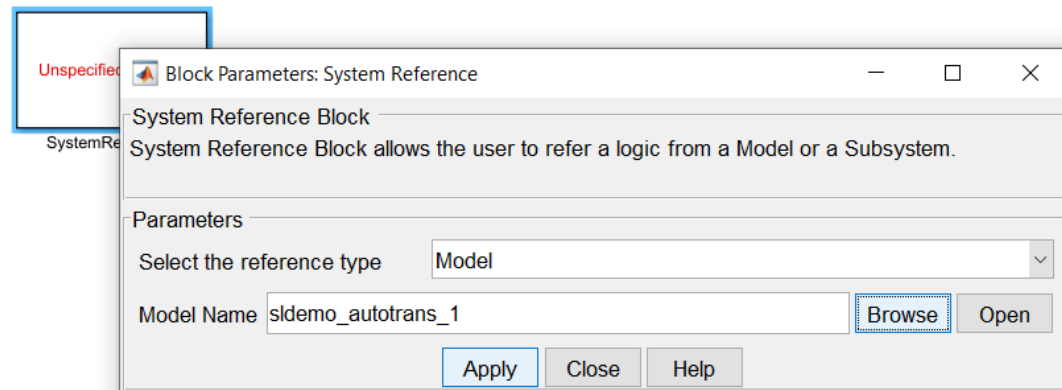 Unspecified
SystemRe
Block Parameters: System Reference
System Reference Block
System Reference Block allows the user to refer a logic from a Model or a Subsystem.
Parameters
Select the reference type Model
Model Name sldemo_autotrans_1 Browse Open
Apply Close Help